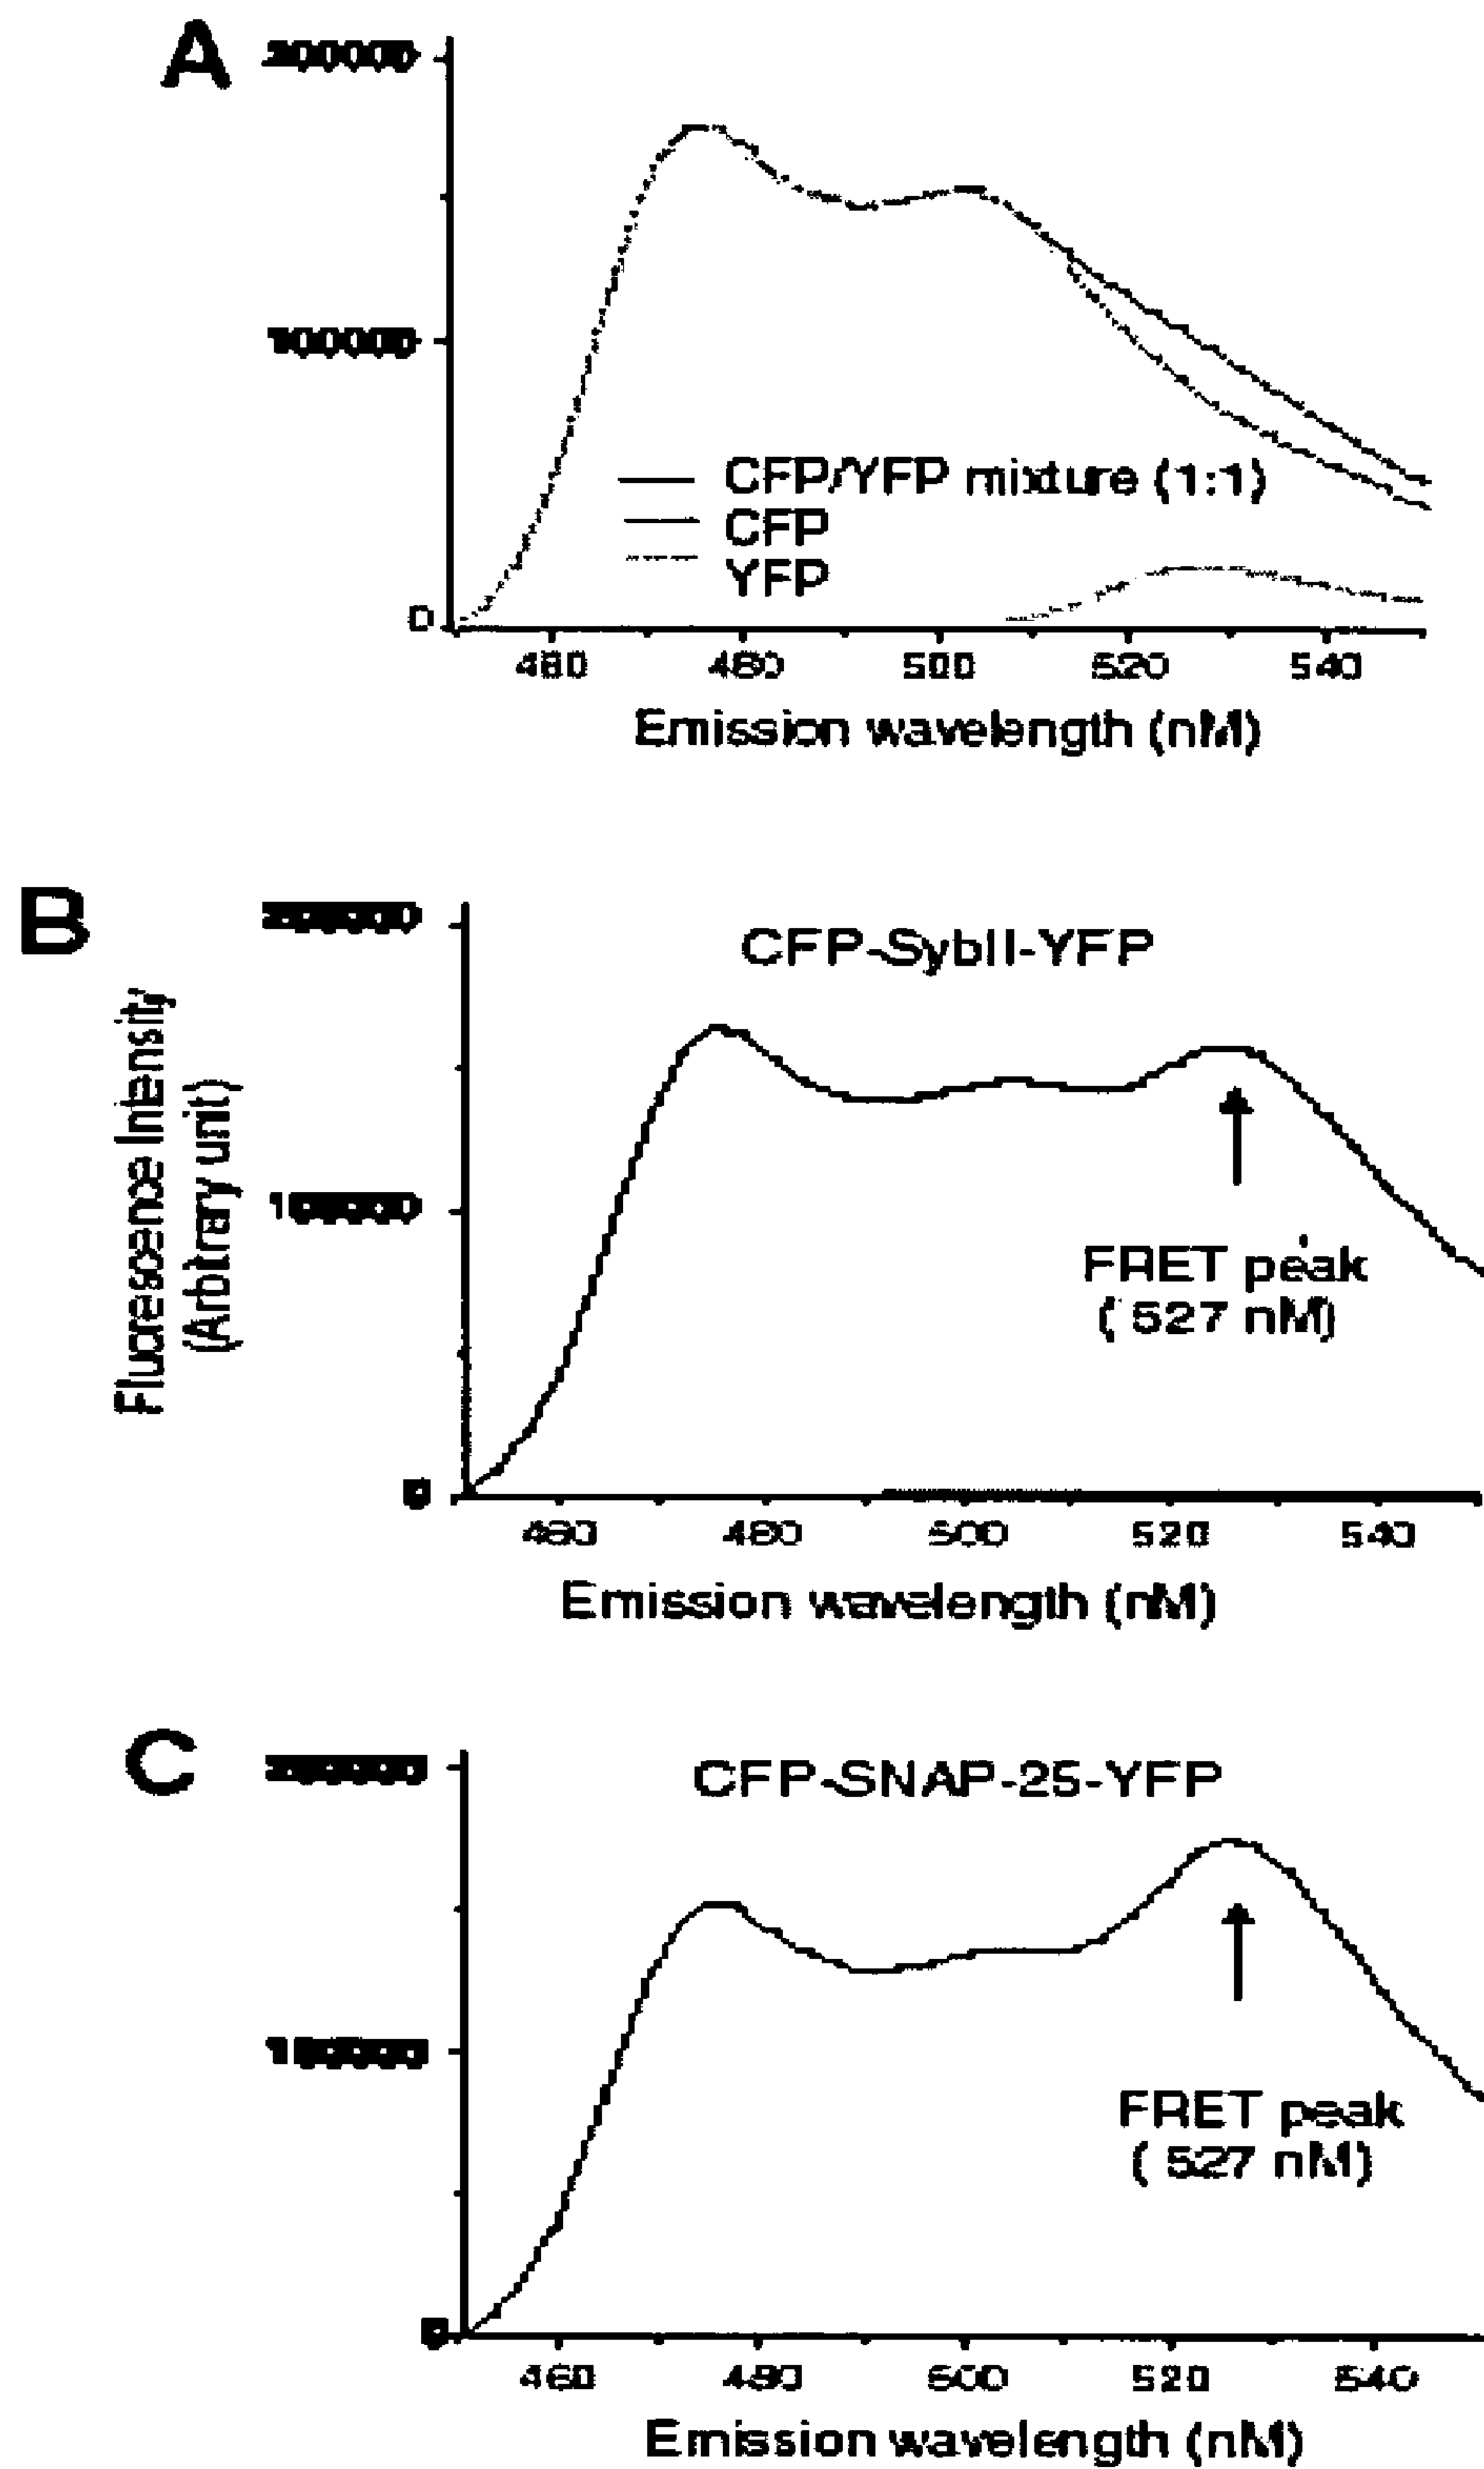 A
200000
100000
0
CFP/YFP mixture (1:1)
CFP
YFP
460 480 500 520 540
Emission wavelength (nM)
B
CFP-SybII-YFP
Fluorescence Intensity
(Arbitrary unit)
100000
FRET peak
( 527 nM)
0
460 480 500 520 540
Emission wavelength (nM)
C
CFP-SNAP-25-YFP
FRET peak
( 527 nM)
0
460 480 500 520 540
Emission wavelength (nM)